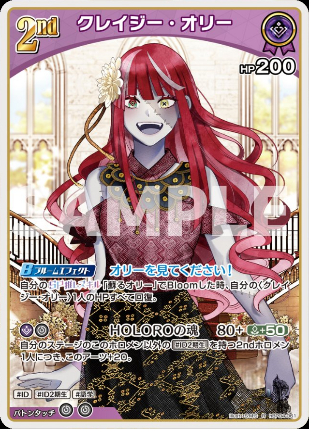 2nd
クレイジー・オリー
HP200
SAMPLE
ブルームエフェクト
オリーを見てください!
自分の
「蘇るオリー」でBloomした時、自分の〈クレイ
ジー・オリー〉1人のHPすべて回復。
HOLOROの魂 80+ +50
自分のステージのこのホロメン以外の #ID2期生 を持つ2ndホロメン
1人につき、このアーツ+20。
#ID #ID2期生 #語学
バトンタッチ